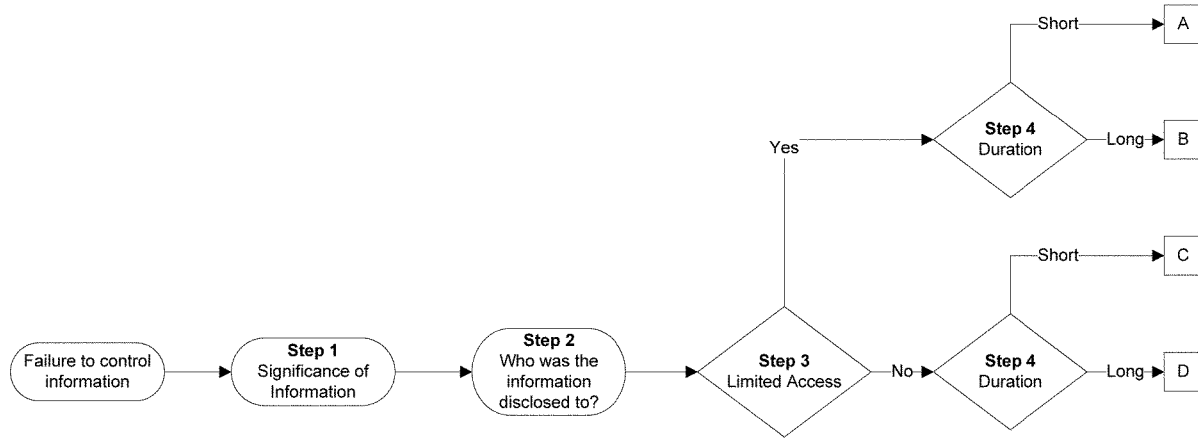 Short
A
Step 4
Duration
Yes
Long
B
Short
C
Failure to control
information
Step 1
Significance of
Information
Step 2
Who was the
information
disclosed to?
Step 3
Limited Access
No
Step 4
Duration
Long
D